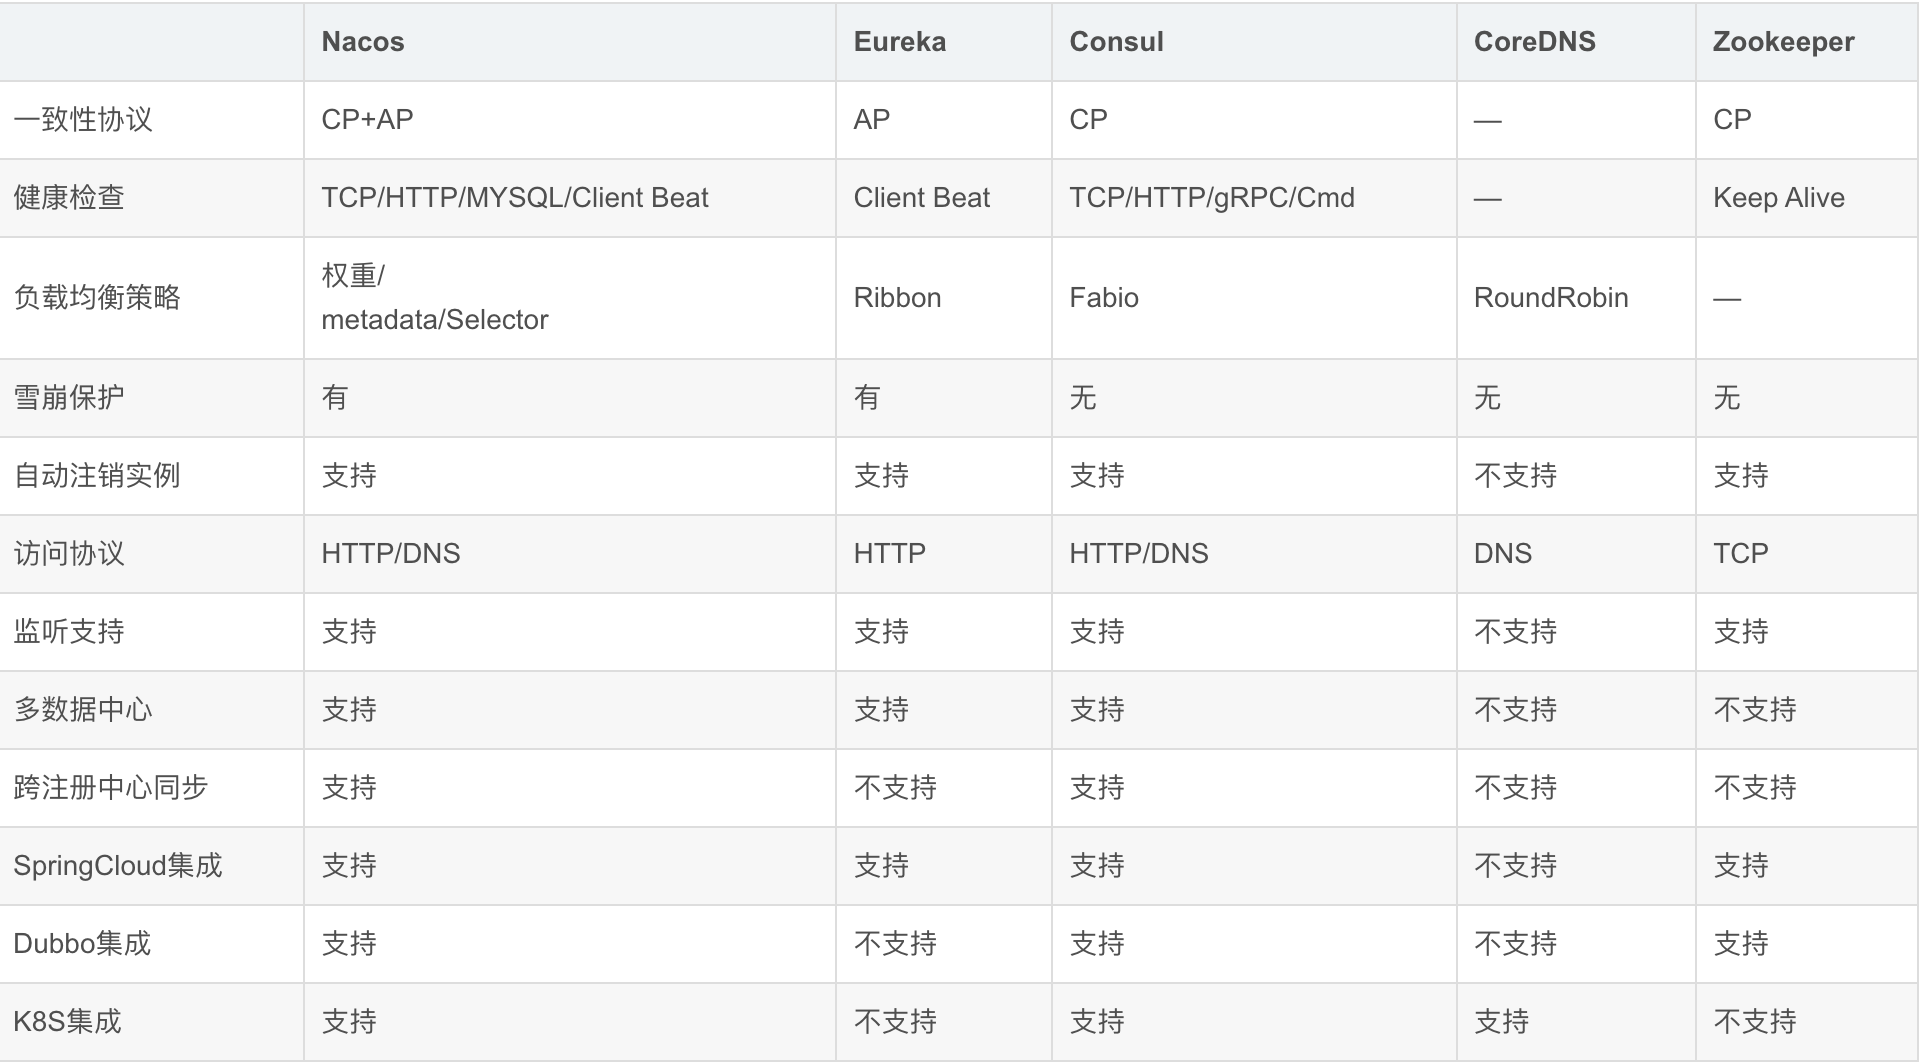 Nacos Eureka Consul CoreDNS Zookeeper
一致性协议 CP+AP AP CP — CP
健康检查 TCP/HTTP/MYSQL/Client Beat Client Beat TCP/HTTP/gRPC/Cmd — Keep Alive
负载均衡策略 权重/
metadata/Selector Ribbon Fabio RoundRobin —
雪崩保护 有 有 无 无 无
自动注销实例 支持 支持 支持 不支持 支持
访问协议 HTTP/DNS HTTP HTTP/DNS DNS TCP
监听支持 支持 支持 支持 不支持 支持
多数据中心 支持 支持 支持 不支持 不支持
跨注册中心同步 支持 不支持 支持 不支持 不支持
SpringCloud集成 支持 支持 支持 不支持 支持
Dubbo集成 支持 不支持 支持 不支持 支持
K8S集成 支持 不支持 支持 支持 不支持